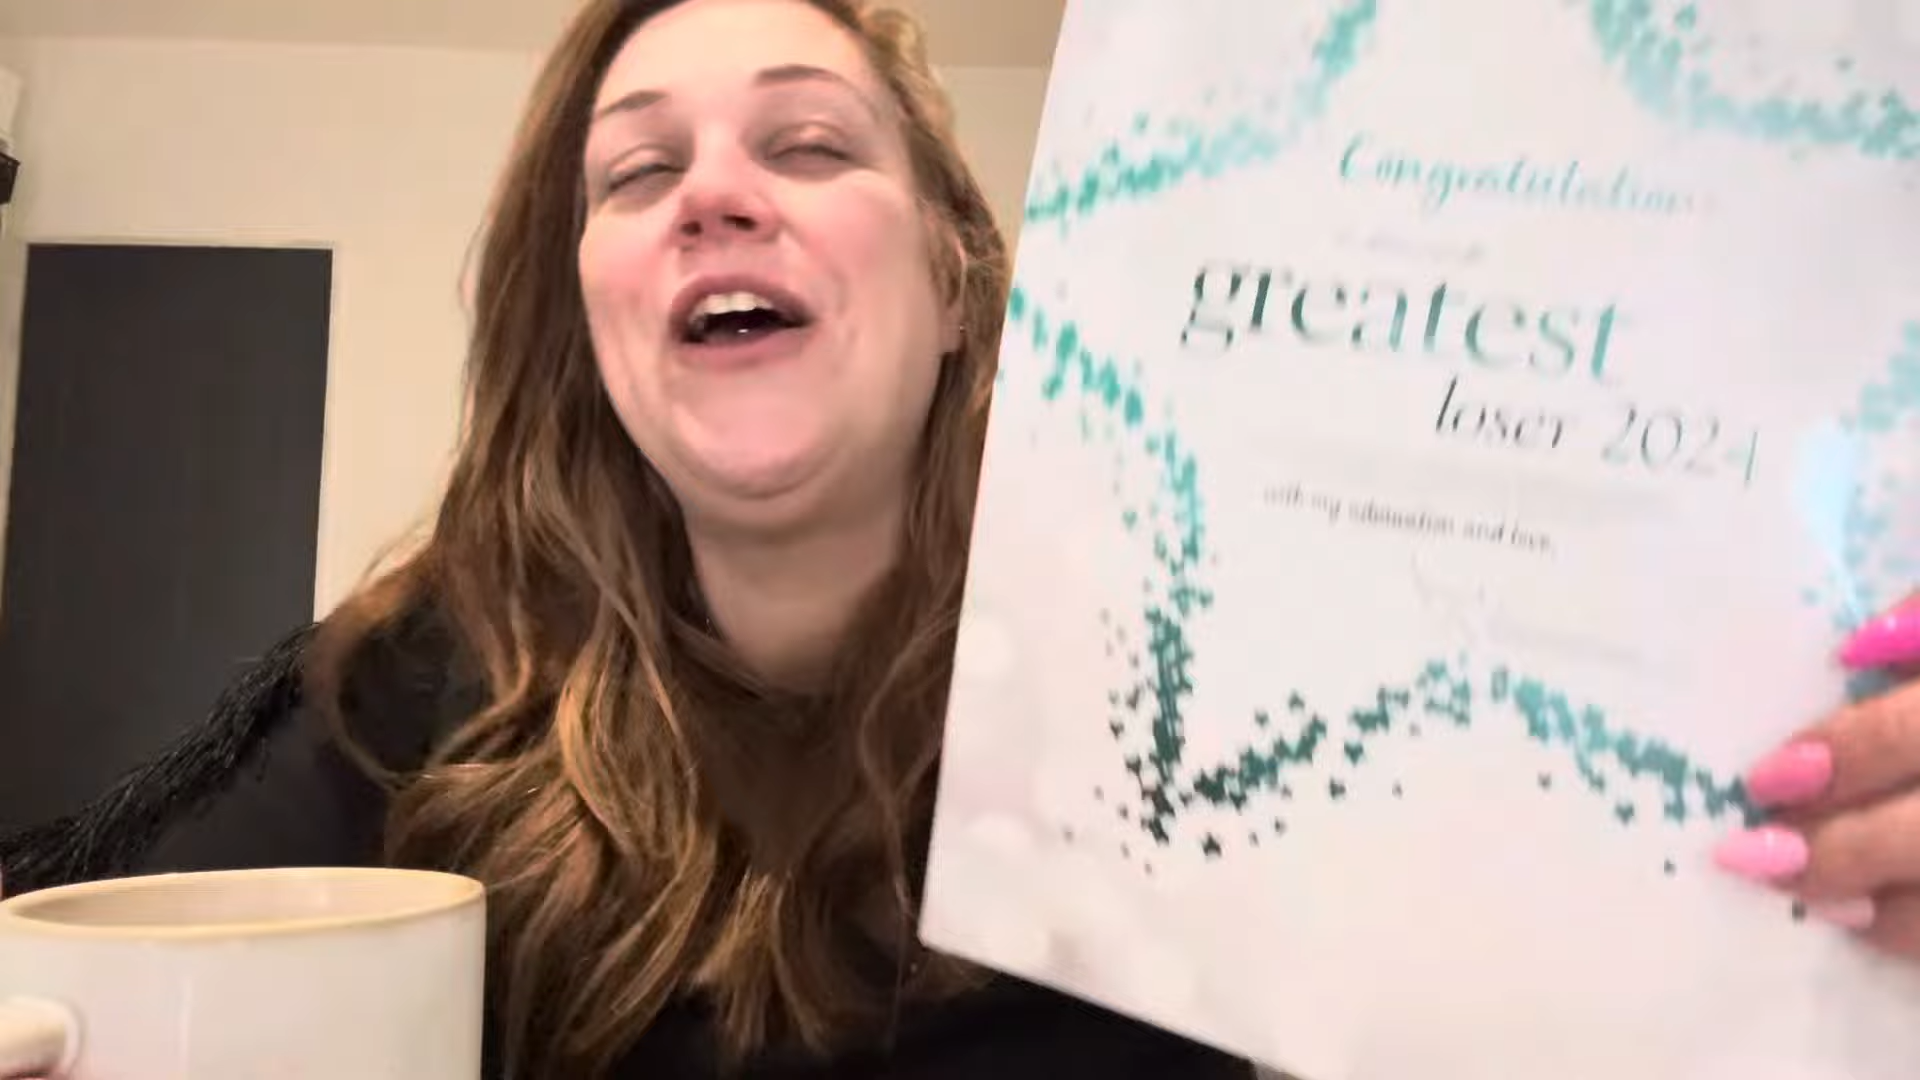 Congratulations
greatest
loser 2024
with my admiration and love,